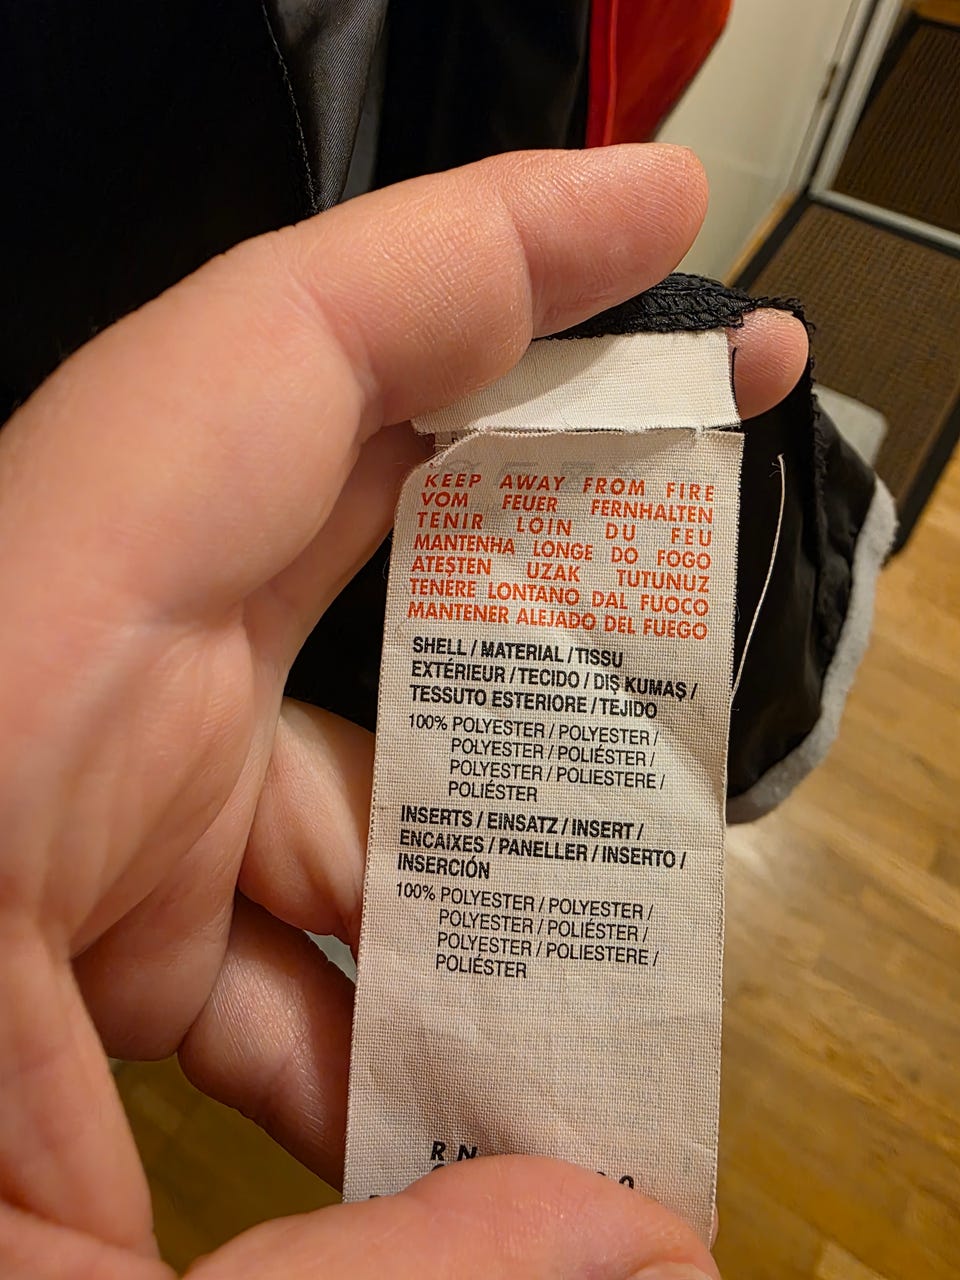 KEEP AWAY FROM FIRE
VOM FEUER FERNHALTEN
TENIR LOIN DU FEU
MANTENHA LONGE DO FOGO
ATEŞTEN UZAK TUTUNUZ
TENERE LONTANO DAL FUOCO
MANTENER ALEJADO DEL FUEGO
SHELL / MATERIAL / TISSU
EXTÉRIEUR / TECIDO / DIŞ KUMAŞ /
TESSUTO ESTERIORE / TEJIDO
100% POLYESTER / POLYESTER /
POLYESTER / POLIÉSTER /
POLYESTER / POLIESTERE /
POLIÉSTER
INSERTS / EINSATZ / INSERT /
ENCAIXES / PANELLER / INSERTO /
INSERCIÓN
100% POLYESTER / POLYESTER /
POLYESTER / POLIÉSTER /
POLYESTER / POLIESTERE /
POLIÉSTER
RN